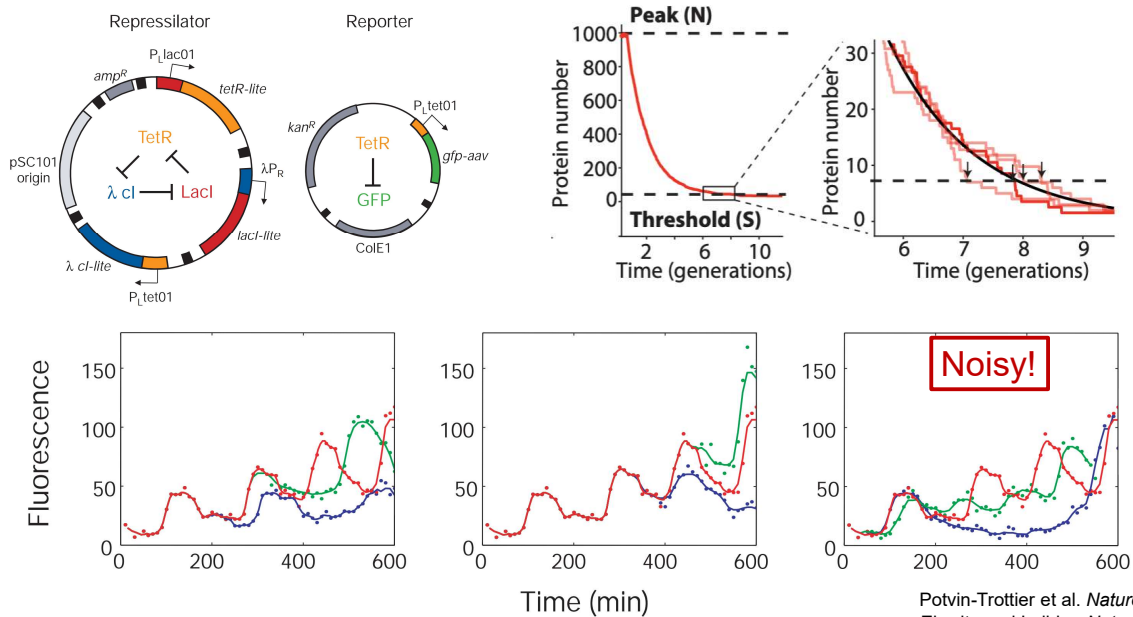 Repressilator
Reporter
PLlac01
ampR
tetR-lite
pSC101
origin
TetR
λ cI
LacI
λPR
lacI-lite
λ cI-lite
PLtet01
PLtet01
kanR
TetR
GFP
gfp-aav
ColE1
Peak (N)
Protein number
1000
800
600
400
200
0
Threshold (S)
2
4
6
8
10
Time (generations)
Protein number
30
20
10
0
6
7
8
9
Time (generations)
Fluorescence
150
100
50
0
0
200
400
600
150
100
50
0
0
200
400
600
Noisy!
150
100
50
0
0
200
400
600
Time (min)
Potvin-Trottier et al. Nature